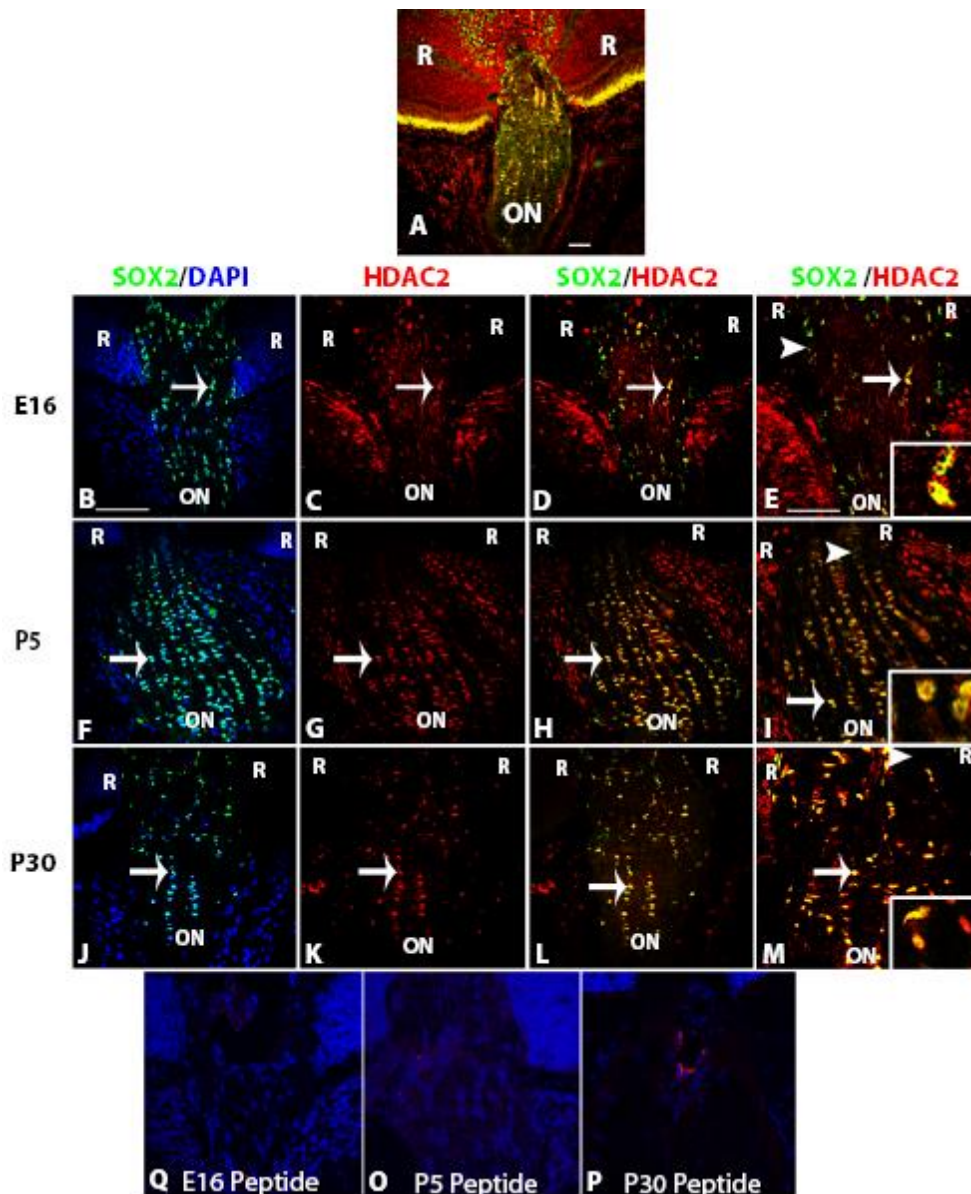 R R
A ON
SOX2/DAPI HDAC2 SOX2/HDAC2 SOX2 /HDAC2
E16
R R R R R R R R
B ON C ON D ON E ON
P5
R R R R R R R R
F ON G ON H ON I ON
P30
R R R R R R R R
J ON K ON L ON M ON
Q E16 Peptide O P5 Peptide P P30 Peptide